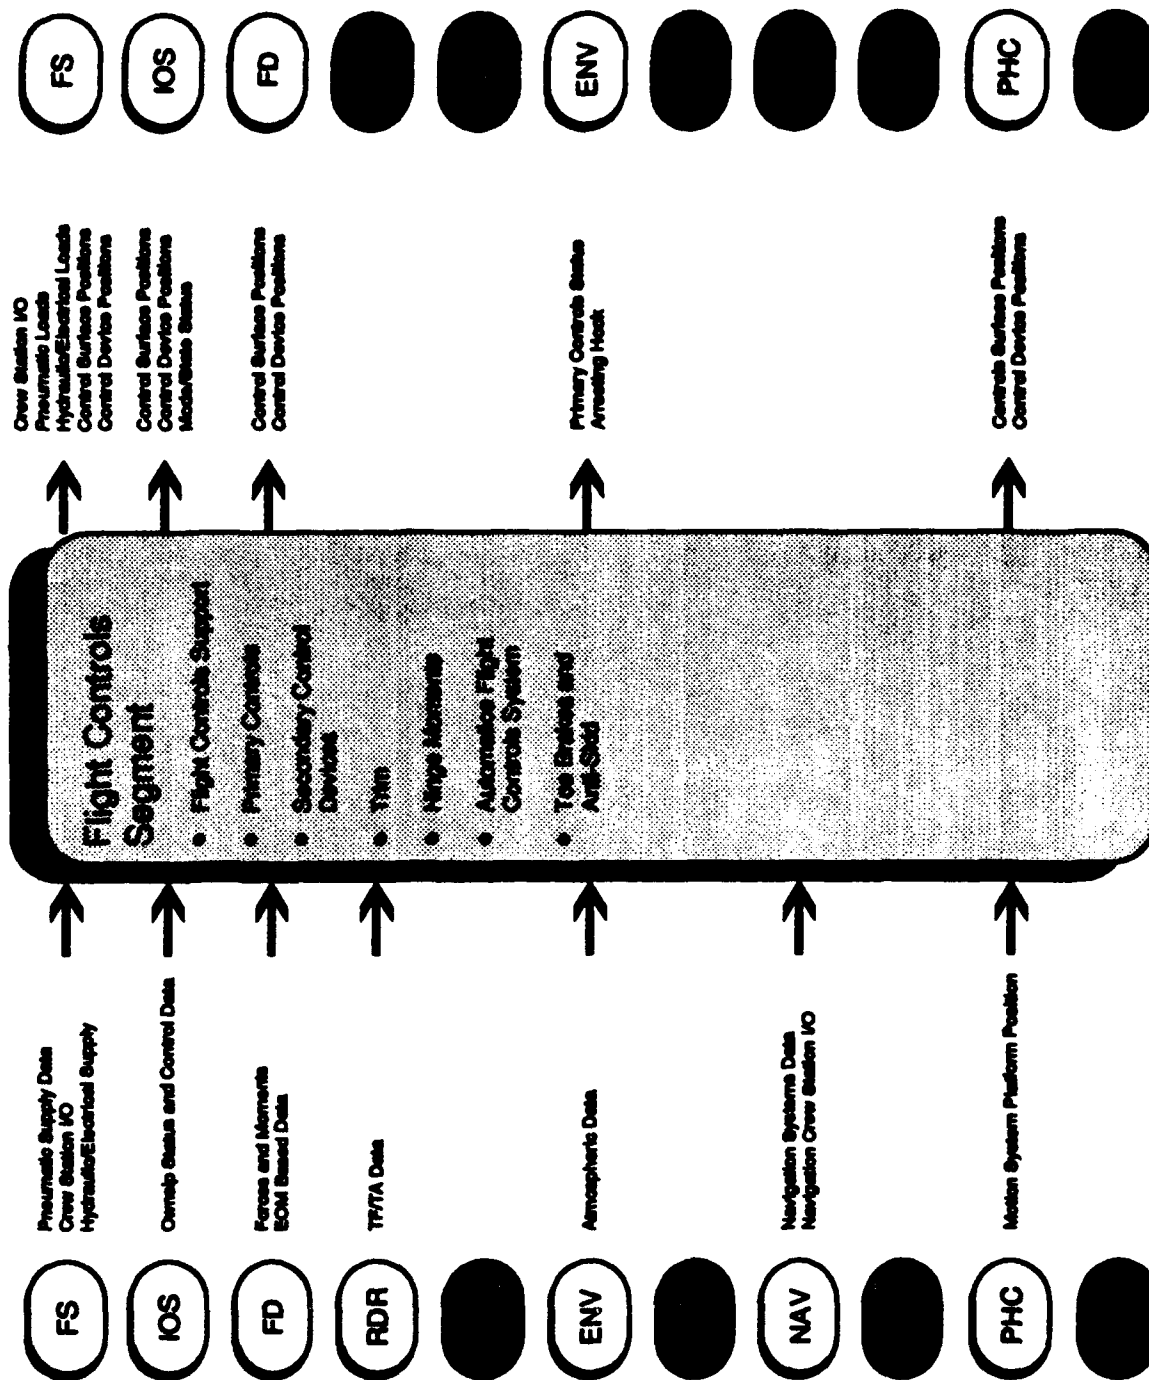 FS
Pneumatic Supply Data
Crew Station I/O
Hydraulic/Electrical Supply
IOS
Ownsip Status and Control Data
FD
Forces and Moments
EOM Based Data
RDR
TF/TA Data
ENV
Atmospheric Data
NAV
Navigation Systems Data
Navigation Crew Station I/O
PHC
Motion System Platform Position
Flight Controls
Segment
• Flight Controls Support
• Primary Controls
• Secondary Control
Devices
• Trim
• Hinge Moments
• Automatice Flight
Controls System
• Toe Brakes and
Anti-Skid
Crew Station I/O
Pneumatic Loads
Hydraulic/Electrical Loads
Control Surface Positions
Control Device Positions
FS
Control Surface Positions
Control Device Positions
Mode/State Status
IOS
Control Surface Positions
Control Device Positions
FD
Primary Controls Status
Arresting Hook
ENV
Controls Surface Positions
Control Device Positions
PHC